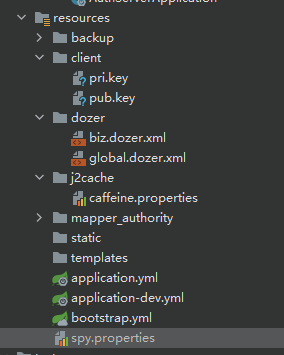 resources
backup
client
pri.key
pub.key
dozer
biz.dozer.xml
global.dozer.xml
j2cache
caffeine.properties
mapper_authority
static
templates
application.yml
application-dev.yml
bootstrap.yml
spy.properties